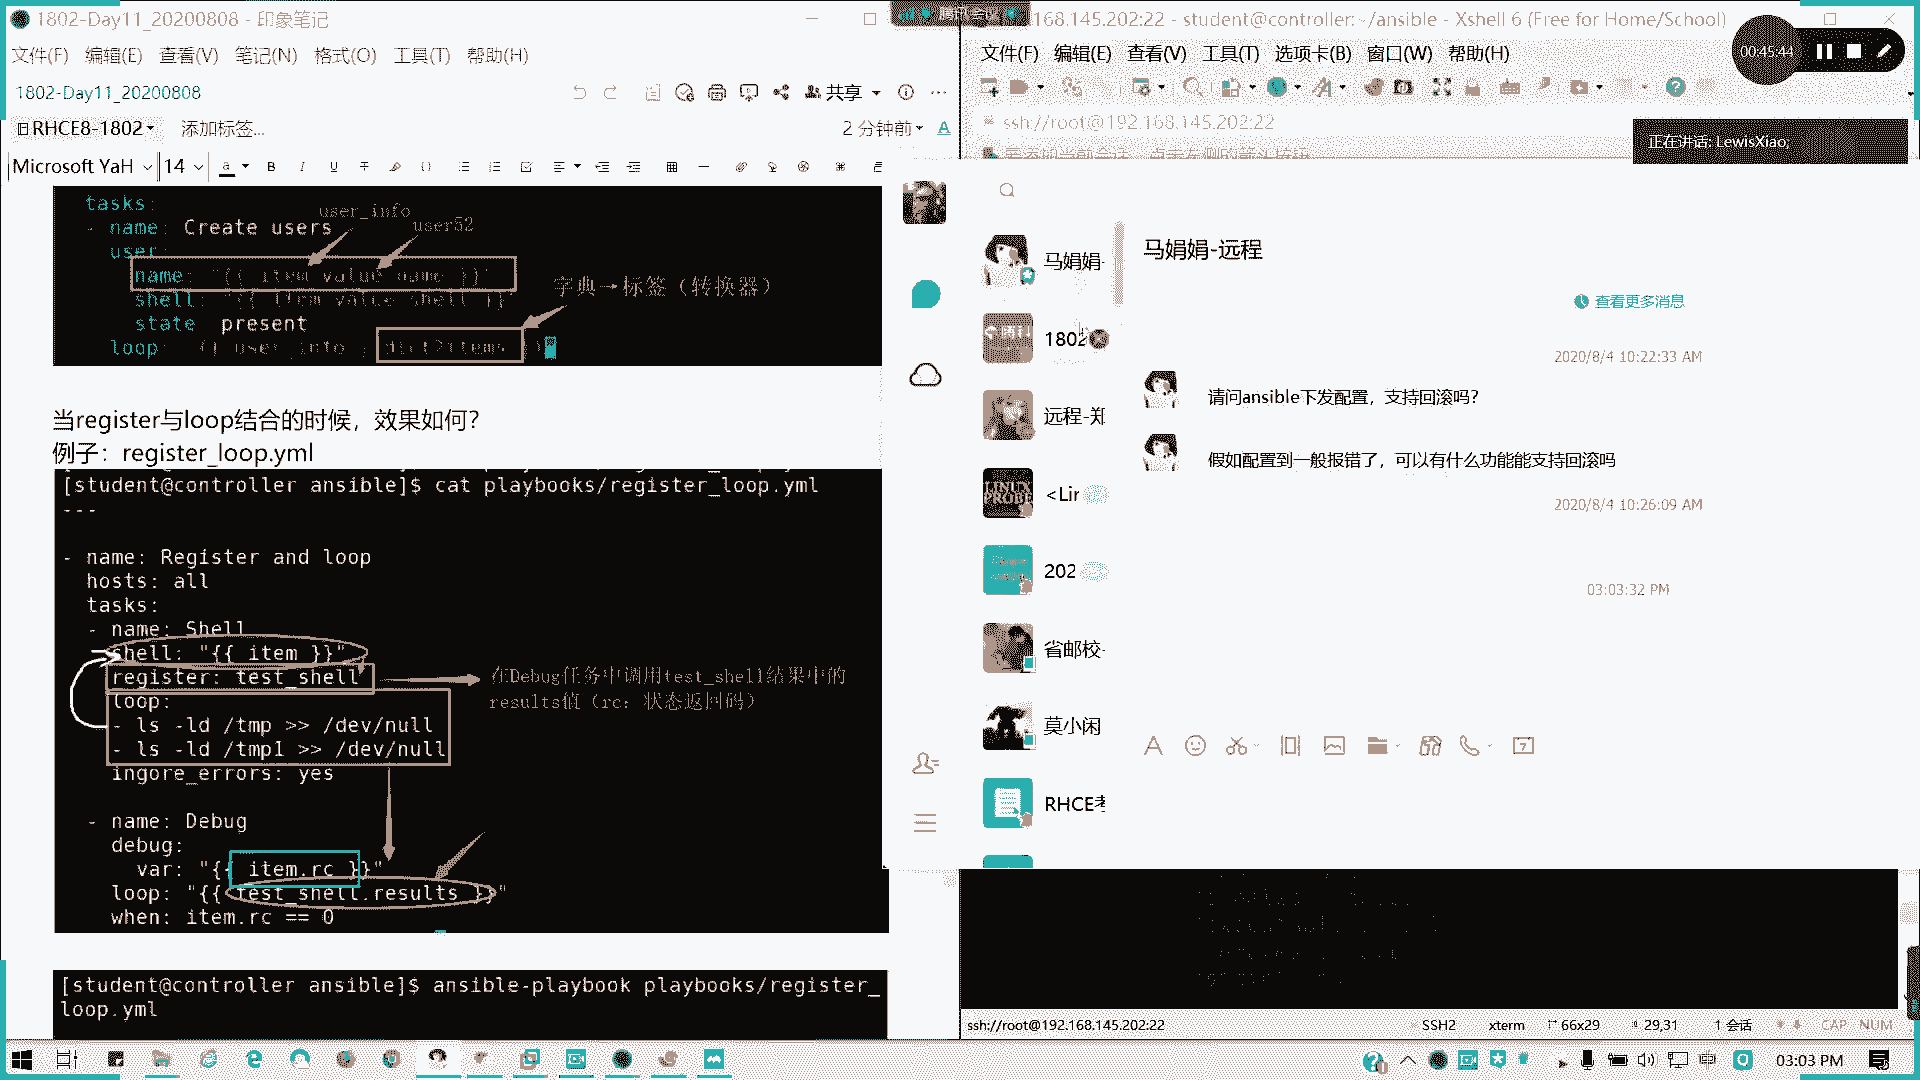 1802-Day11_20200808 - 印象笔记
文件(F) 编辑(E) 查看(V) 笔记(N) 格式(O) 工具(T) 帮助(H)
1802-Day11_20200808
共享
RHCE8-1802
添加标签...
2 分钟前
Microsoft YaH
14
tasks:
- name: Create users
user_info
user52
user:
name: "{{ item value name }}"
shell: "{{ item value shell }}"
字典→标签（转换器）
state present
loop: user_info dict2items
当register与loop结合的时候，效果如何？
例子：register_loop.yml
[student@controller ansible]$ cat playbooks/register_loop.yml
---
- name: Register and loop
hosts: all
tasks:
- name: Shell
shell: "{{ item }}"
register: test_shell
loop:
- ls -ld /tmp >> /dev/null
- ls -ld /tmp1 >> /dev/null
ingore_errors: yes
在Debug任务中调用test_shell结果中的
results值（rc：状态返回码）
- name: Debug
debug:
var: "{{ item.rc }}"
loop: "{{ test_shell.results }}"
when: item.rc == 0
[student@controller ansible]$ ansible-playbook playbooks/register_
loop.yml
腾讯会议
168.145.202:22 - student@controller:~/ansible - Xshell 6 (Free for Home/School)
00:45:44
文件(F) 编辑(E) 查看(V) 工具(T) 选项卡(B) 窗口(W) 帮助(H)
ssh://root@192.168.145.202:22
正在讲话: LewisXiao;
马娟娟-
1802
远程-郑
<Lin
202
省邮校-
莫小闲
RHCE考
马娟娟-远程
查看更多消息
2020/8/4 10:22:33 AM
请问ansible下发配置，支持回滚吗？
假如配置到一般报错了，可以有什么功能能支持回滚吗
2020/8/4 10:26:09 AM
03:03:32 PM
ssh://root@192.168.145.202:22
SSH2
xterm
66x29
29,31
1 会话
CAP NUM
03:03 PM